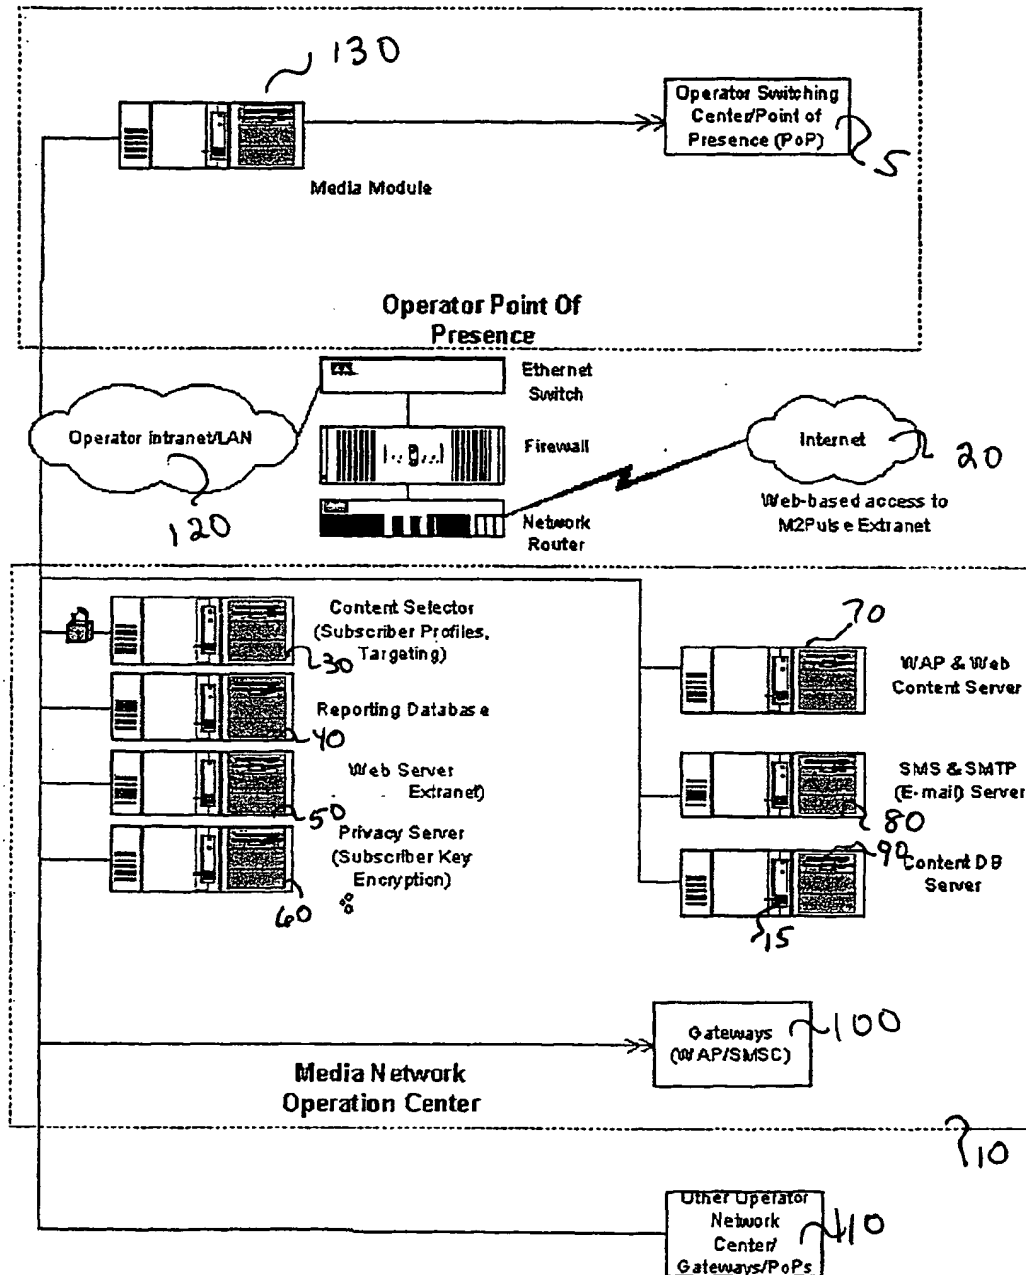 130
Operator Switching
Center/Point of
Presence (PoP)
5
Media Module
Operator Point Of
Presence
Ethernet
Switch
Operator intranet/LAN
Firewall
Internet
20
120
Network
Router
Web-based access to
M2Pulse Extranet
Content Selector
(Subscriber Profiles,
Targeting)
30
70
WAP & Web
Content Server
Reporting Database
40
Web Server
Extranet)
50
SMS & SMTP
(E-mail) Server
80
Privacy Server
(Subscriber Key
Encryption)
60
90
Content DB
Server
15
Gateways
(WAP/SMSC)
100
Media Network
Operation Center
10
Other Operator
Network
Center/
Gateways/PoPs
110